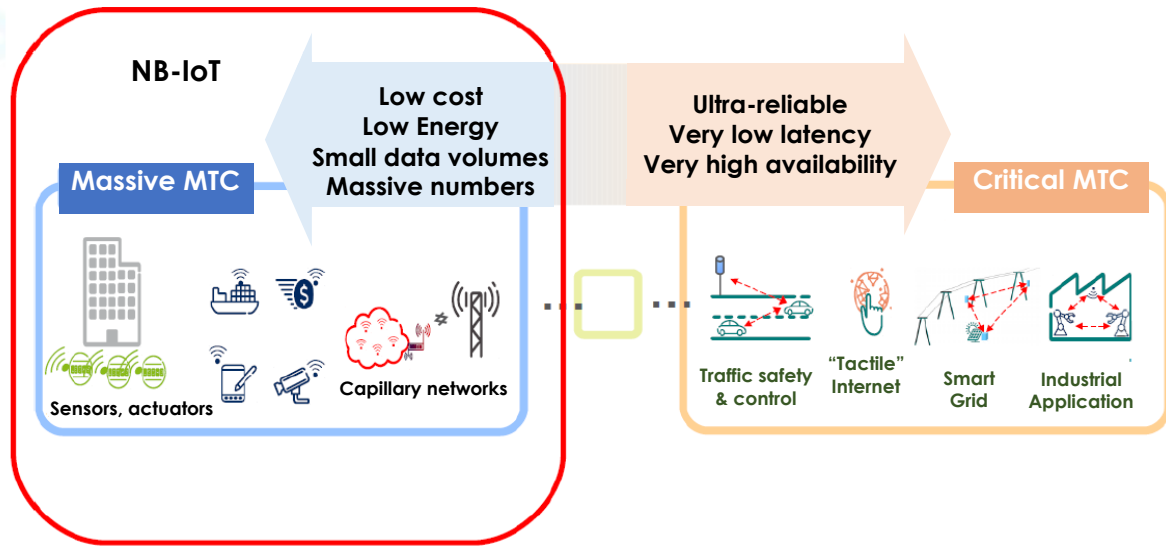 NB-IoT
Low cost
Low Energy
Small data volumes
Massive numbers
Ultra-reliable
Very low latency
Very high availability
Massive MTC
Critical MTC
$
Sensors, actuators
Capillary networks
... ...
Traffic safety
& control
“Tactile”
Internet
Smart
Grid
Industrial
Application